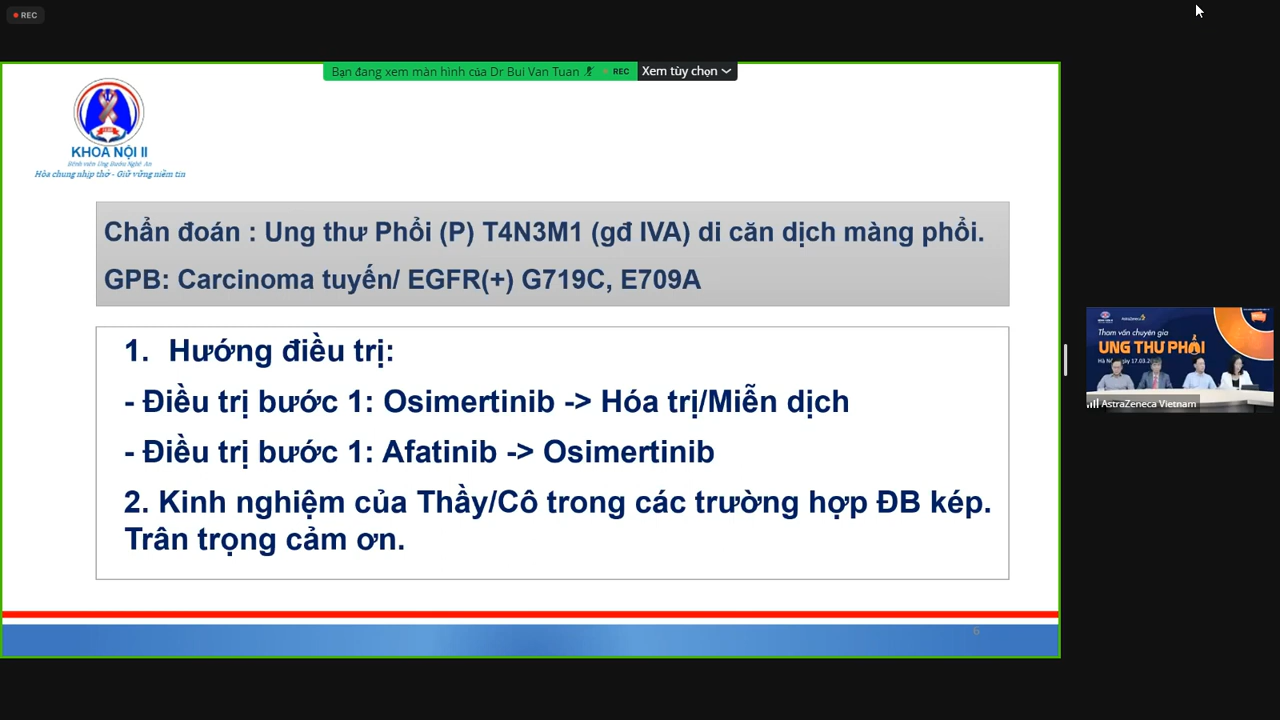 REC
Bạn đang xem màn hình của Dr Bui Van Tuan REC Xem tùy chọn
KHOA NỘI II
Bệnh viện Ung Bướu Nghệ An
Hòa chung nhịp thở - Giữ vững niềm tin
Chẩn đoán : Ung thư Phổi (P) T4N3M1 (gđ IVA) di căn dịch màng phổi.
GPB: Carcinoma tuyến/ EGFR(+) G719C, E709A
1. Hướng điều trị:
- Điều trị bước 1: Osimertinib -> Hóa trị/Miễn dịch
- Điều trị bước 1: Afatinib -> Osimertinib
2. Kinh nghiệm của Thầy/Cô trong các trường hợp ĐB kép.
Trân trọng cảm ơn.
6
AstraZeneca
Tham vấn chuyên gia
UNG THƯ PHỔI
AstraZeneca Vietnam